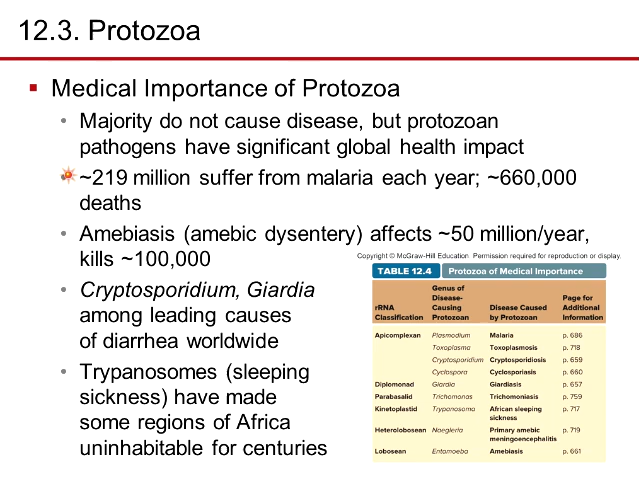 12.3. Protozoa
Medical Importance of Protozoa
Majority do not cause disease, but protozoan
pathogens have significant global health impact
~219 million suffer from malaria each year; ~660,000
deaths
Amebiasis (amebic dysentery) affects ~50 million/year,
kills ~100,000
Cryptosporidium, Giardia
among leading causes
of diarrhea worldwide
Trypanosomes (sleeping
sickness) have made
some regions of Africa
uninhabitable for centuries
Copyright © McGraw-Hill Education Permission required for reproduction or display.
TABLE 12.4 Protozoa of Medical Importance
rRNA Classification Genus of Disease-Causing Protozoan Disease Caused by Protozoan Page for Additional Information
Apicomplexan Plasmodium Malaria p. 686
Toxoplasma Toxoplasmosis p. 718
Cryptosporidium Cryptosporidiosis p. 659
Cyclospora Cyclosporiasis p. 660
Diplomonad Giardia Giardiasis p. 657
Parabasalid Trichomonas Trichomoniasis p. 759
Kinetoplastid Trypanosoma African sleeping p. 717
sickness
Heterolobosean Naegleria Primary amebic p. 719
meningoencephalitis
Lobosean Entamoeba Amebiasis p. 661